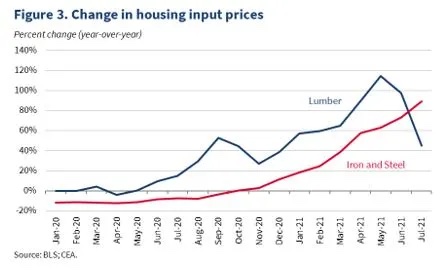 Figure 3. Change in housing input prices
Percent change (year-over-year)
140%
120%
100%
80%
60%
40%
20%
0%
-20%
Lumber
Iron and Steel
Jan-20
Feb-20
Mar-20
Apr-20
May-20
Jun-20
Jul-20
Aug-20
Sep-20
Oct-20
Nov-20
Dec-20
Jan-21
Feb-21
Mar-21
Apr-21
May-21
Jun-21
Jul-21
Source: BLS; CEA.